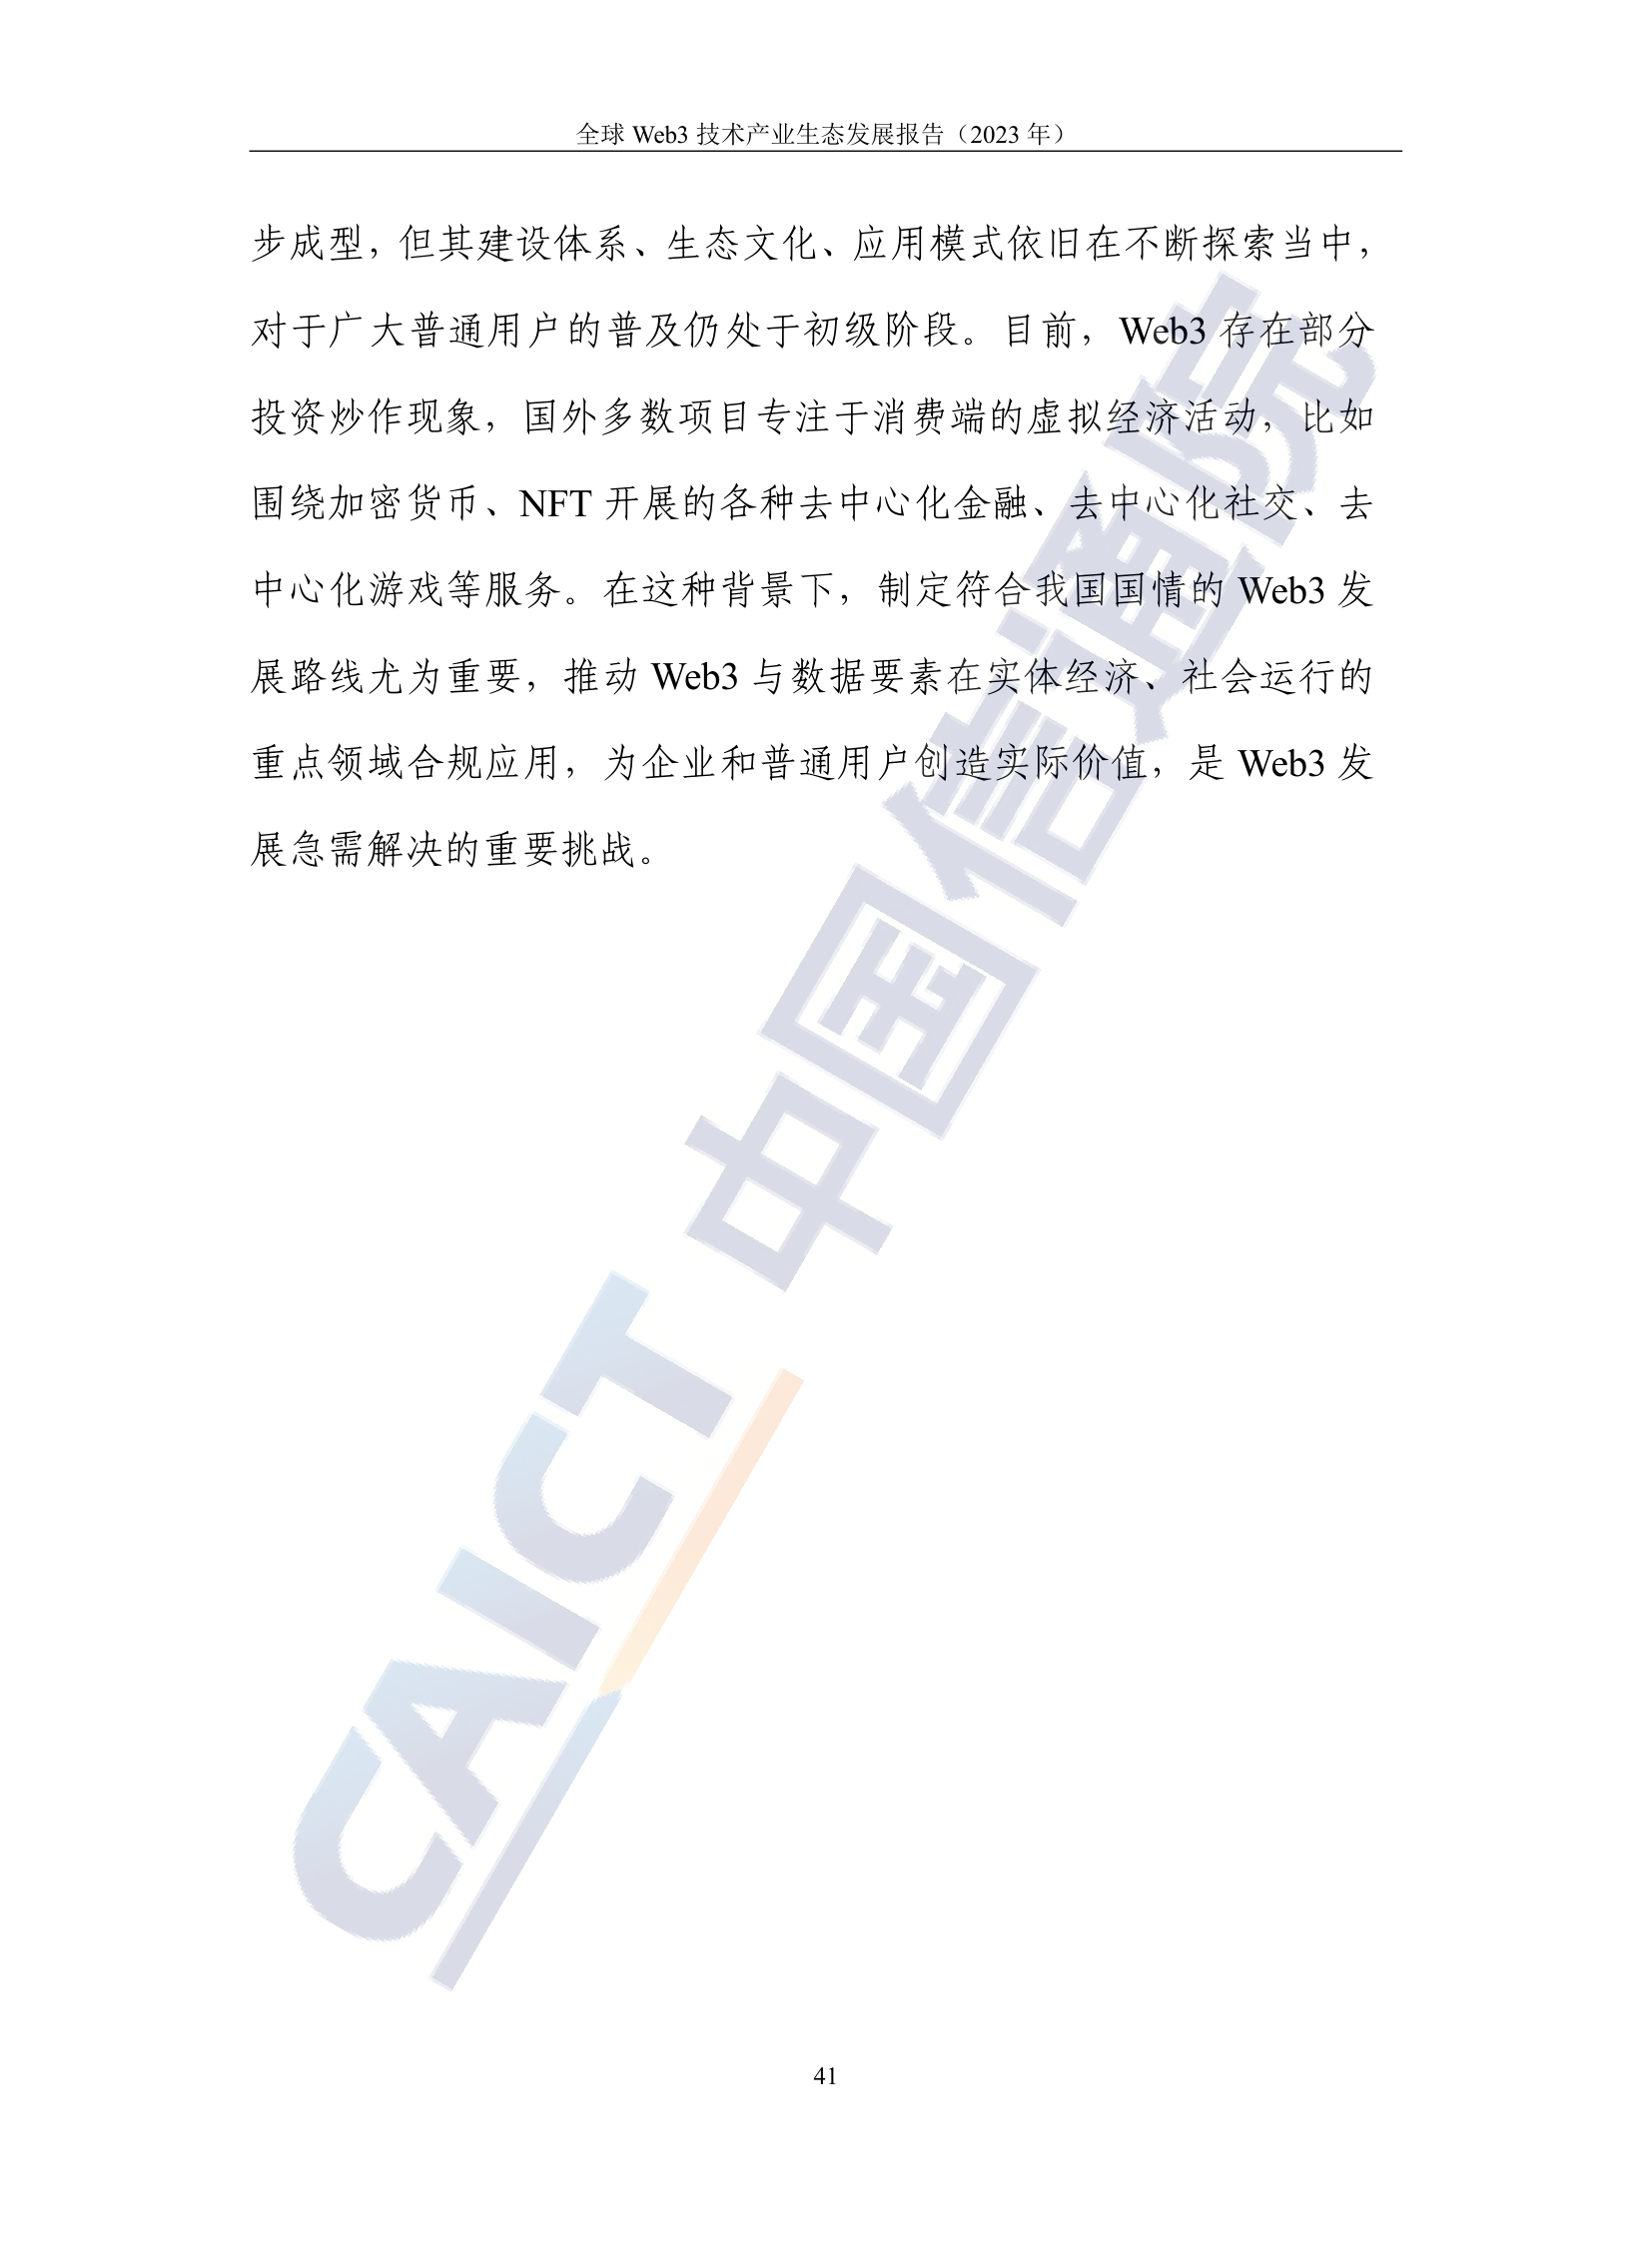 全球 Web3 技术产业生态发展报告（2023 年）
步成型，但其建设体系、生态文化、应用模式依旧在不断探索当中，
对于广大普通用户的普及仍处于初级阶段。目前，Web3 存在部分
投资炒作现象，国外多数项目专注于消费端的虚拟经济活动，比如
围绕加密货币、NFT 开展的各种去中心化金融、去中心化社交、去
中心化游戏等服务。在这种背景下，制定符合我国国情的 Web3 发
展路线尤为重要，推动 Web3 与数据要素在实体经济、社会运行的
重点领域合规应用，为企业和普通用户创造实际价值，是 Web3 发
展急需解决的重要挑战。
CAICT 中国信通院
41